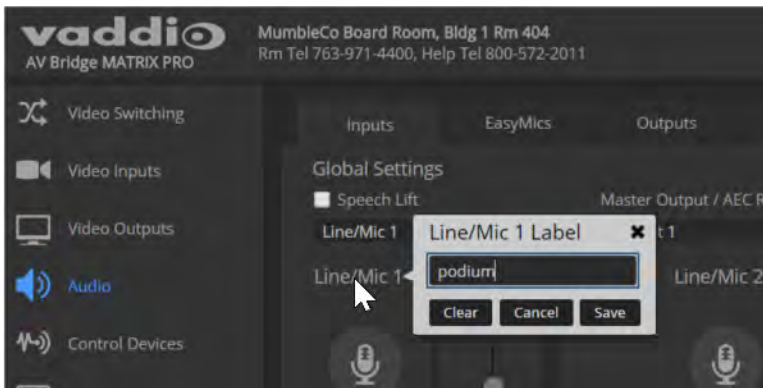 vaddio
AV Bridge MATRIX PRO
MumbleCo Board Room, Bldg 1 Rm 404
Rm Tel 763-971-4400, Help Tel 800-572-2011
Video Switching
Video Inputs
Video Outputs
Audio
Control Devices
Inputs EasyMics Outputs
Global Settings
Speech Lift
Master Output / AEC R
Line/Mic 1
t 1
Line/Mic 1 Label
podium
Clear Cancel Save
Line/Mic 1
Line/Mic 2